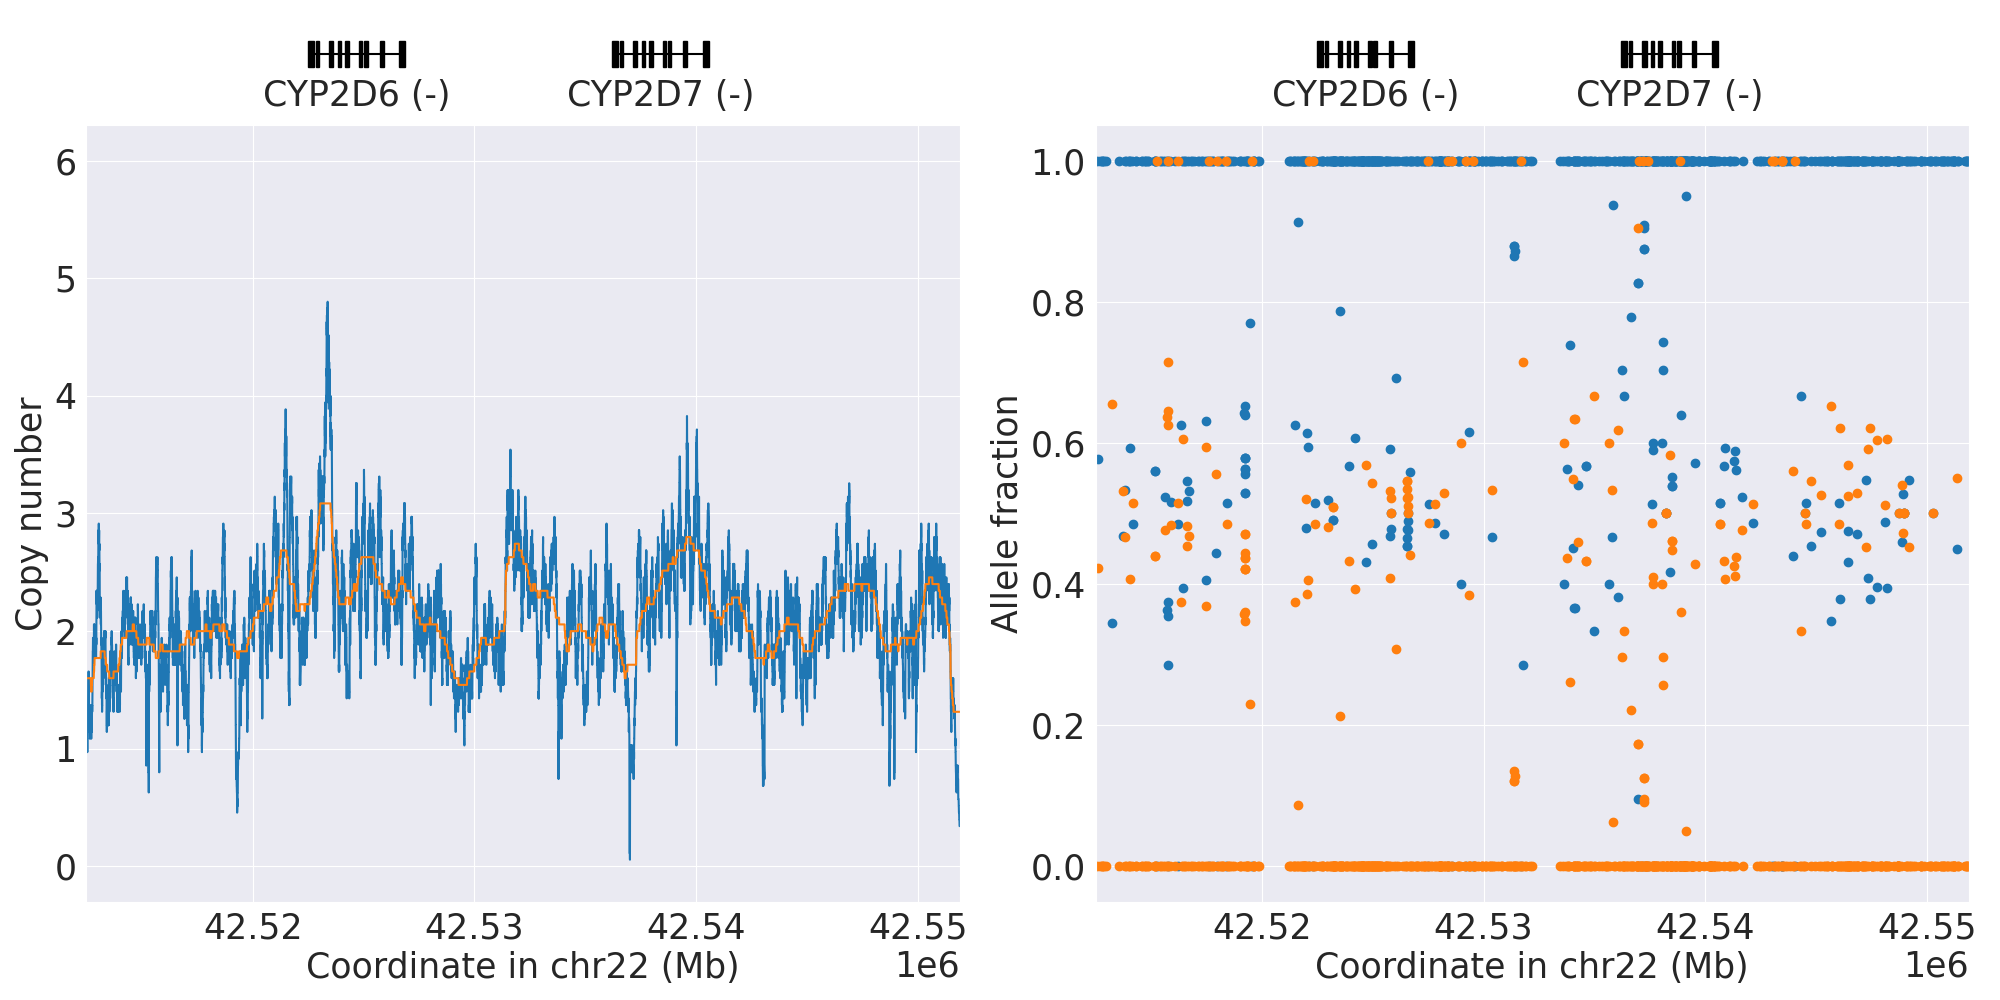 CYP2D6 (-)
CYP2D7 (-)
6
5
4
3
2
1
0
Copy number
42.52
42.53
42.54
42.55
Coordinate in chr22 (Mb)
1e6
CYP2D6 (-)
CYP2D7 (-)
1.0
0.8
0.6
0.4
0.2
0.0
Allele fraction
42.52
42.53
42.54
42.55
Coordinate in chr22 (Mb)
1e6